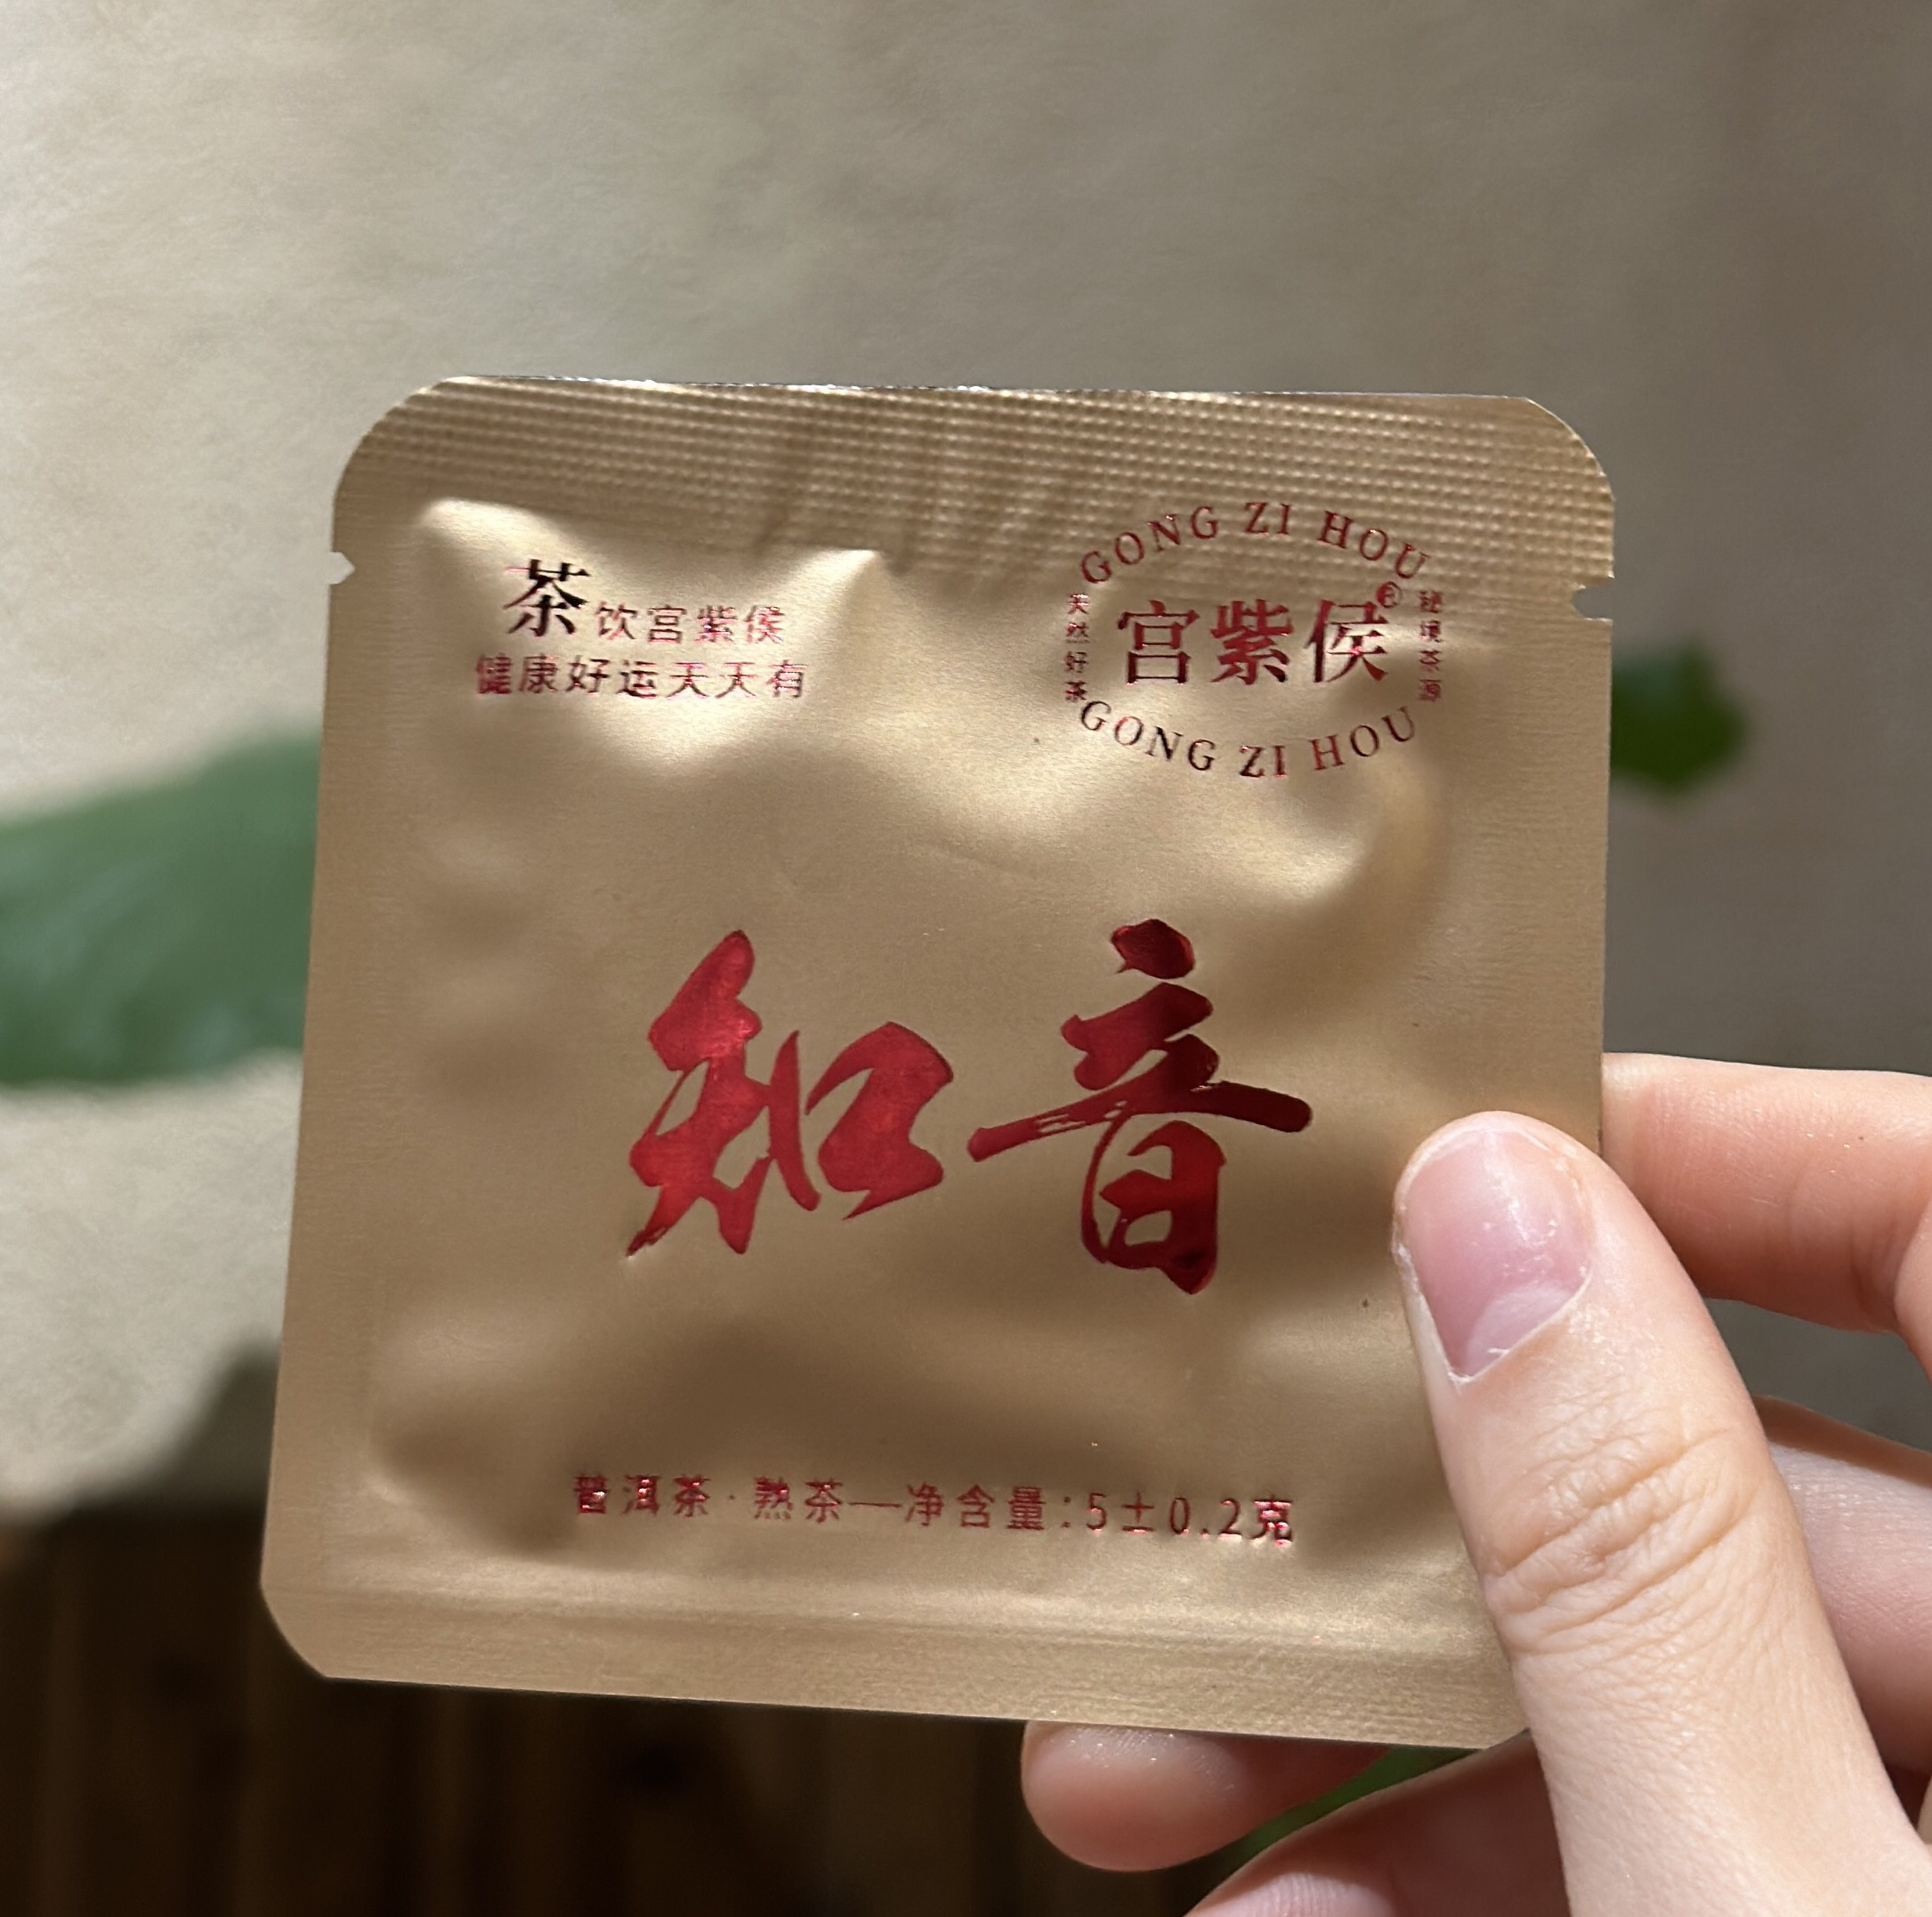 茶饮宫紫侯
健康好运天天有
GONG ZI HOU
天然好茶
宫紫侯®
秘境茶源
GONG ZI HOU
知音
普洱茶·熟茶—净含量:5±0.2克